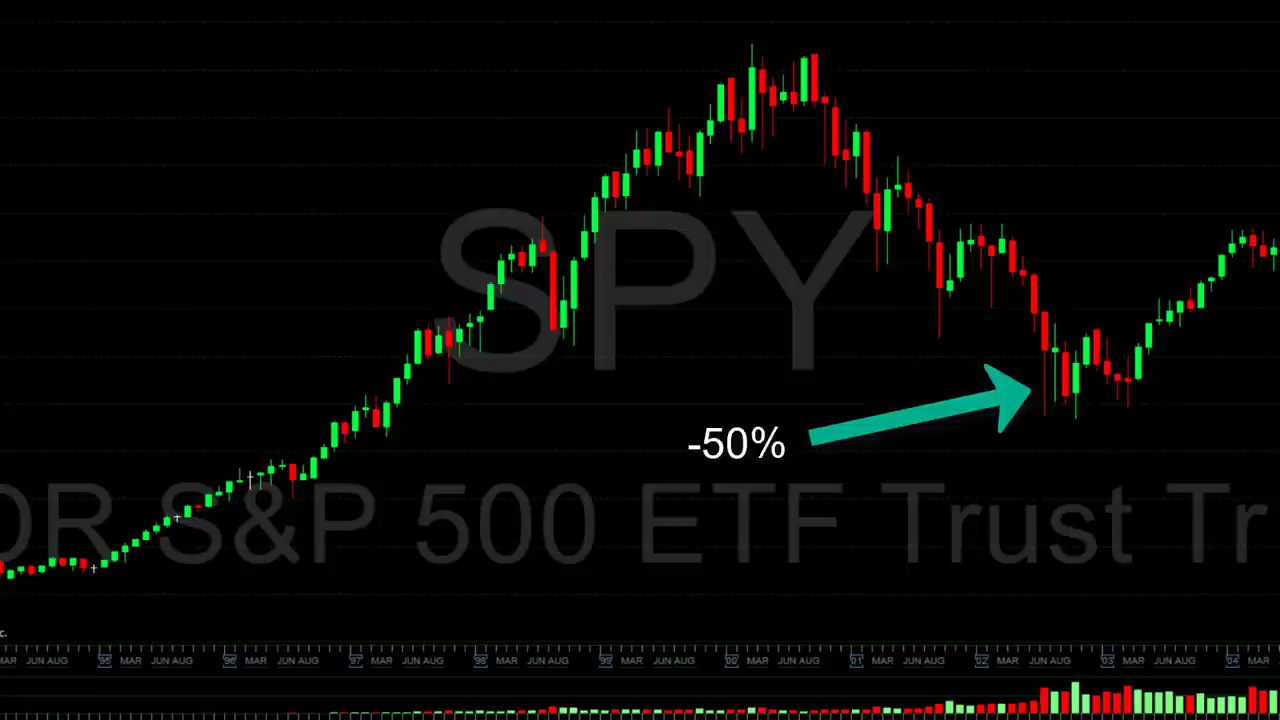 SPY
-50%
OR S&P 500 ETF Trust Tr
c.
MAR JUN AUG 95 MAR JUN AUG 96 MAR JUN AUG 97 MAR JUN AUG 98 MAR JUN AUG 99 MAR JUN AUG 00 MAR JUN AUG 01 MAR JUN AUG 02 MAR JUN AUG 03 MAR JUN AUG 04 MAR